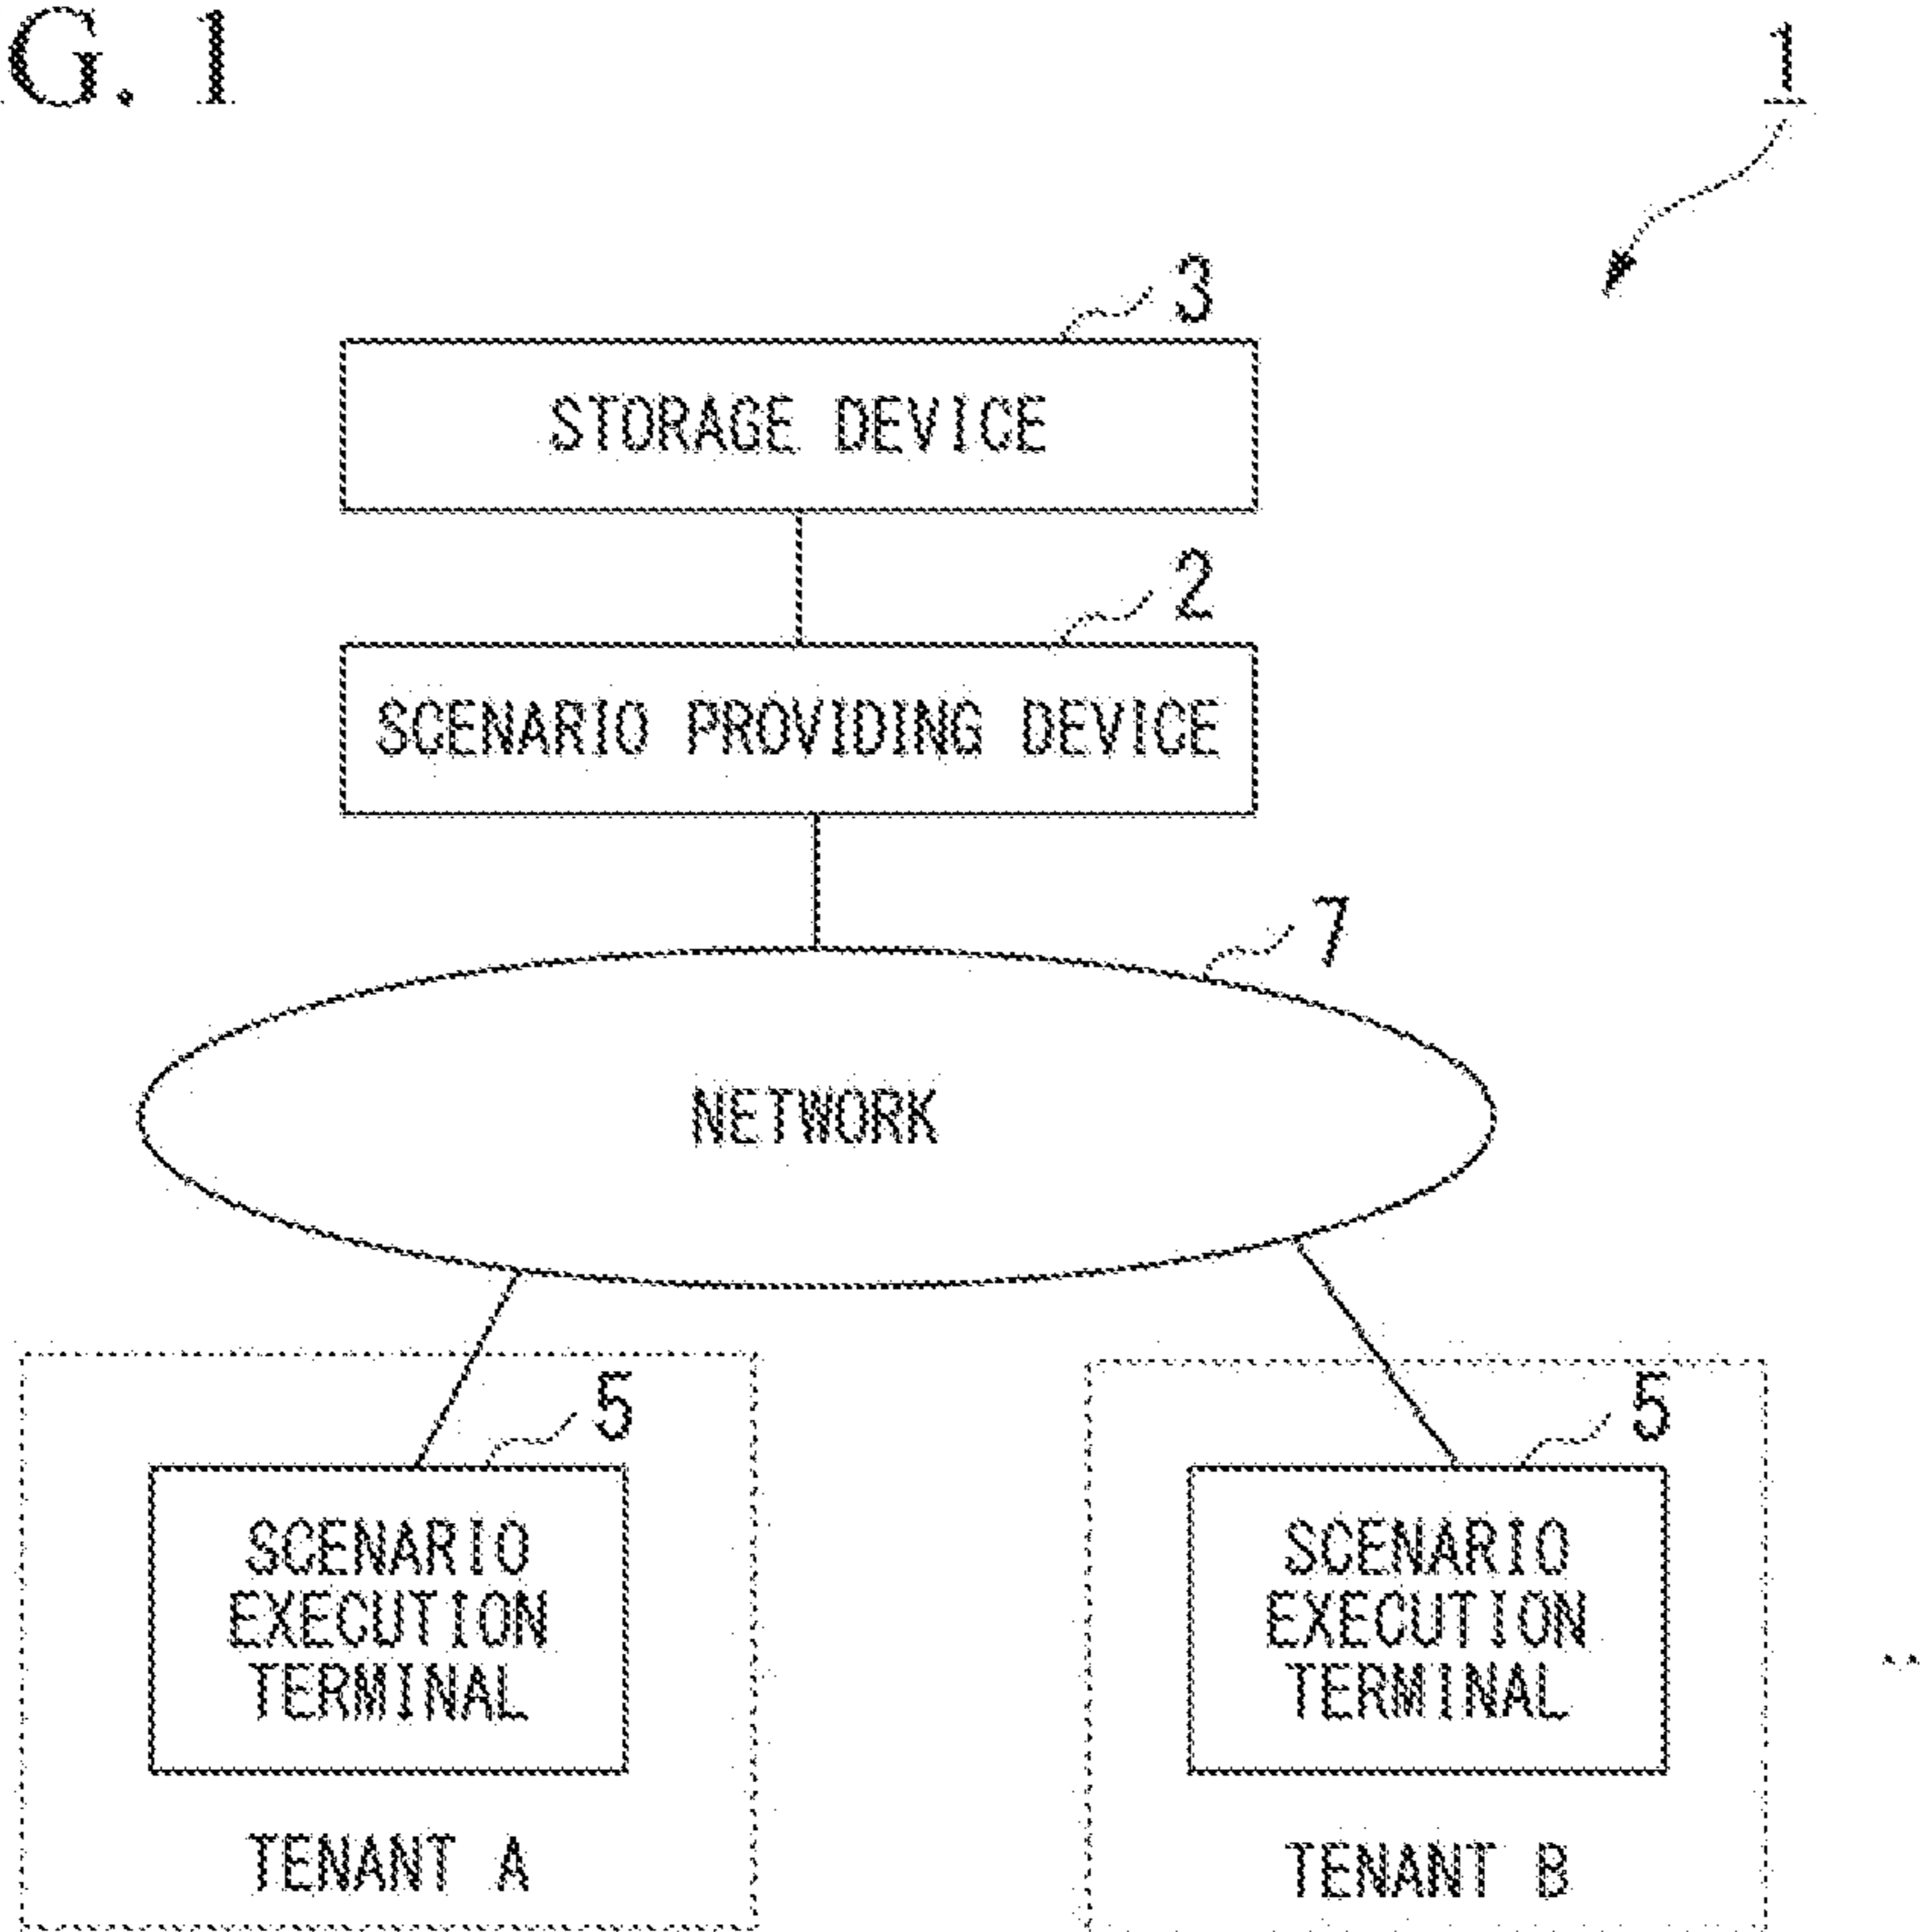 G. 1
1
3
STORAGE DEVICE
2
SCENARIO PROVIDING DEVICE
7
NETWORK
5
5
SCENARIO
EXECUTION
TERMINAL
SCENARIO
EXECUTION
TERMINAL
TENANT A
TENANT B